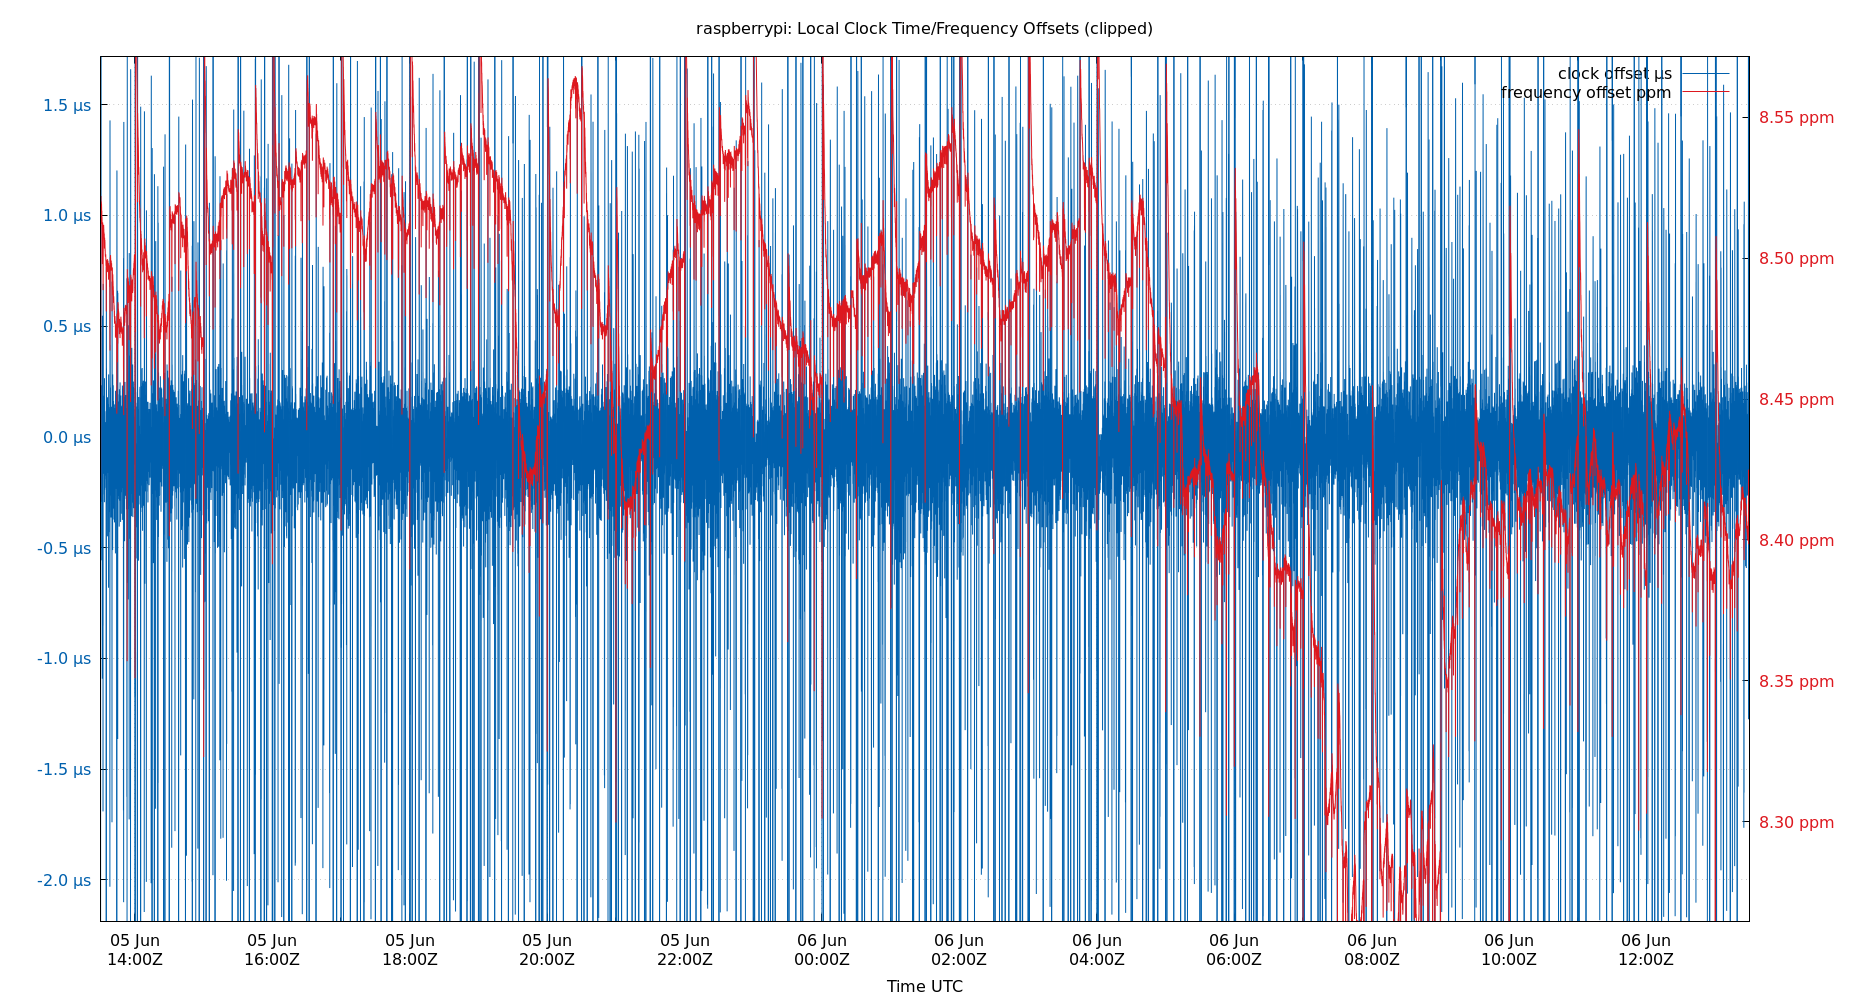 raspberrypi: Local Clock Time/Frequency Offsets (clipped)
clock offset µs
frequency offset ppm
1.5 µs
1.0 µs
0.5 µs
0.0 µs
-0.5 µs
-1.0 µs
-1.5 µs
-2.0 µs
8.55 ppm
8.50 ppm
8.45 ppm
8.40 ppm
8.35 ppm
8.30 ppm
05 Jun
14:00Z
05 Jun
16:00Z
05 Jun
18:00Z
05 Jun
20:00Z
05 Jun
22:00Z
06 Jun
00:00Z
06 Jun
02:00Z
06 Jun
04:00Z
06 Jun
06:00Z
06 Jun
08:00Z
06 Jun
10:00Z
06 Jun
12:00Z
Time UTC